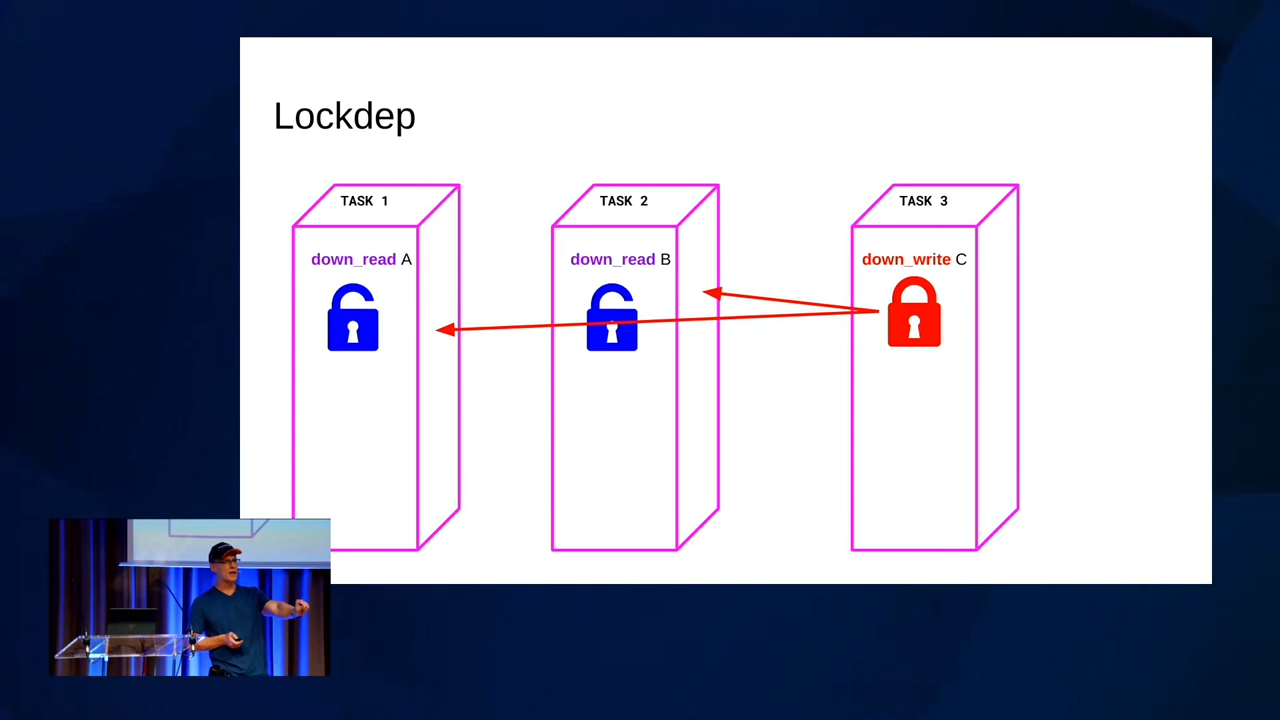 Lockdep
TASK 1
TASK 2
TASK 3
down_read A
down_read B
down_write C